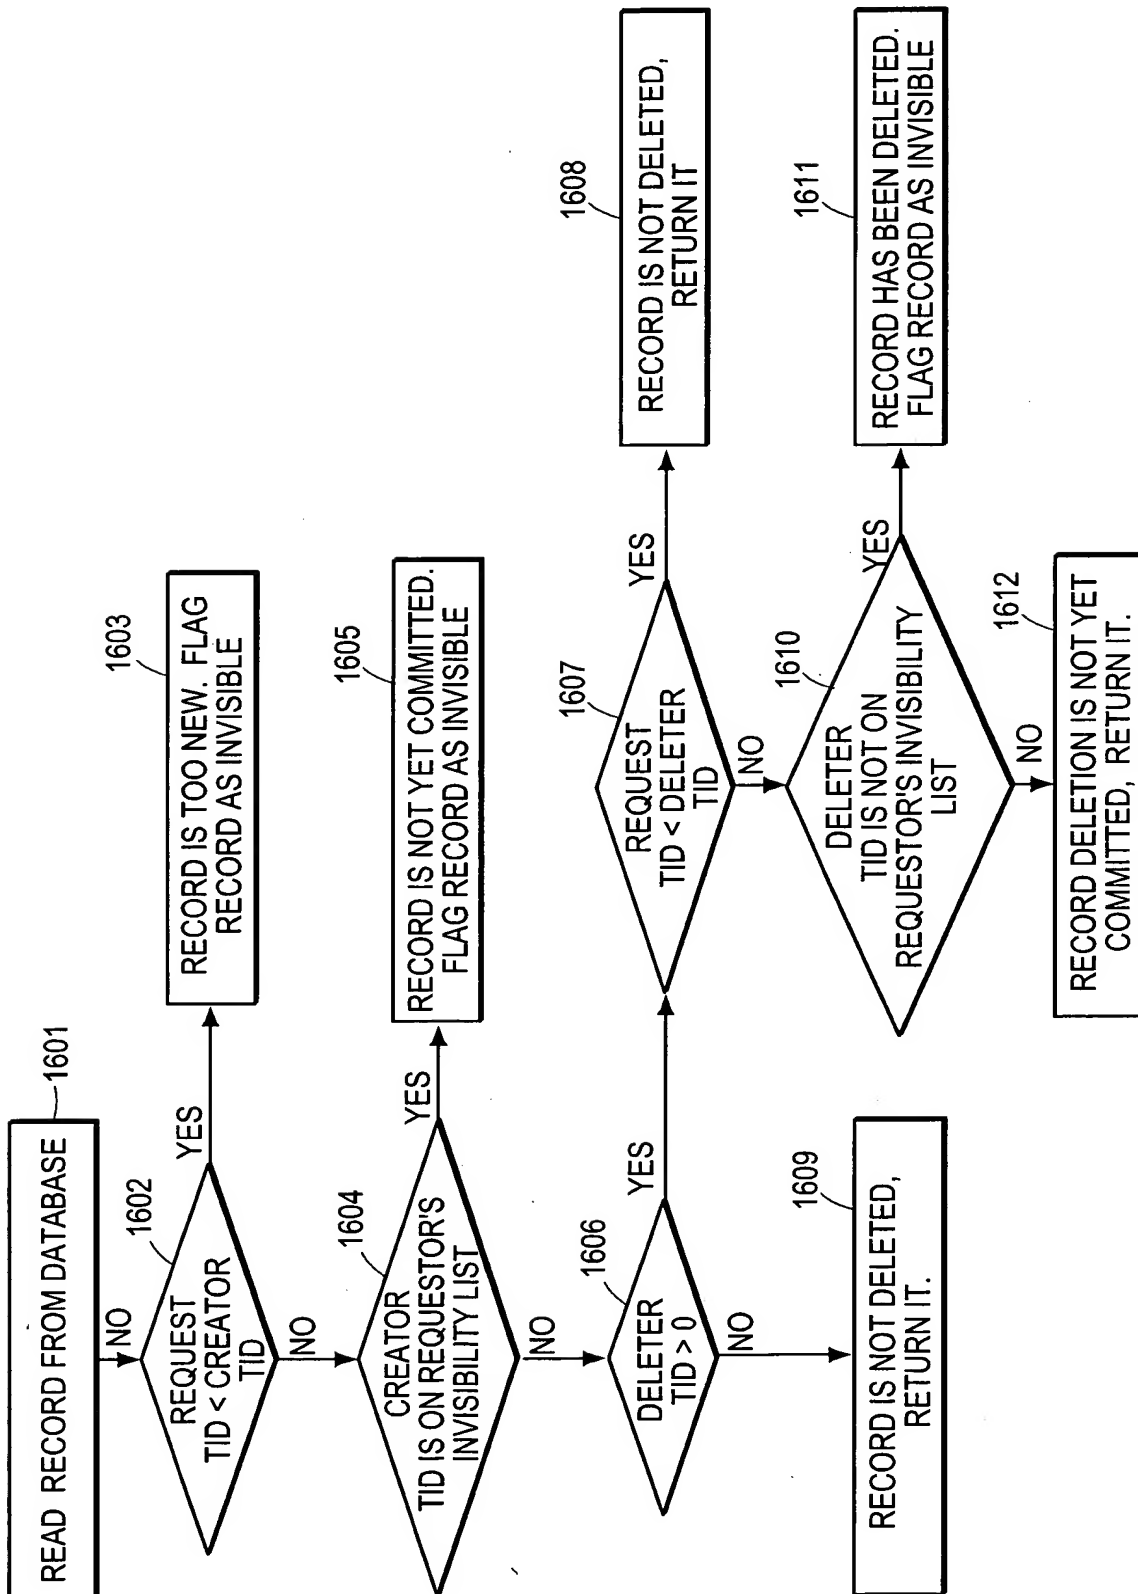 READ RECORD FROM DATABASE
1601
NO
REQUEST
TID < CREATOR
TID
1602
YES
RECORD IS TOO NEW. FLAG
RECORD AS INVISIBLE
1603
NO
CREATOR
TID IS ON REQUESTOR'S
INVISIBILITY LIST
1604
YES
RECORD IS NOT YET COMMITTED.
FLAG RECORD AS INVISIBLE
1605
NO
DELETER
TID > 0
1606
YES
REQUEST
TID < DELETER
TID
1607
YES
RECORD IS NOT DELETED,
RETURN IT
1608
NO
RECORD IS NOT DELETED,
RETURN IT.
1609
NO
DELETER
TID IS NOT ON
REQUESTOR'S INVISIBILITY
LIST
1610
YES
RECORD HAS BEEN DELETED.
FLAG RECORD AS INVISIBLE
1611
NO
RECORD DELETION IS NOT YET
COMMITTED, RETURN IT.
1612